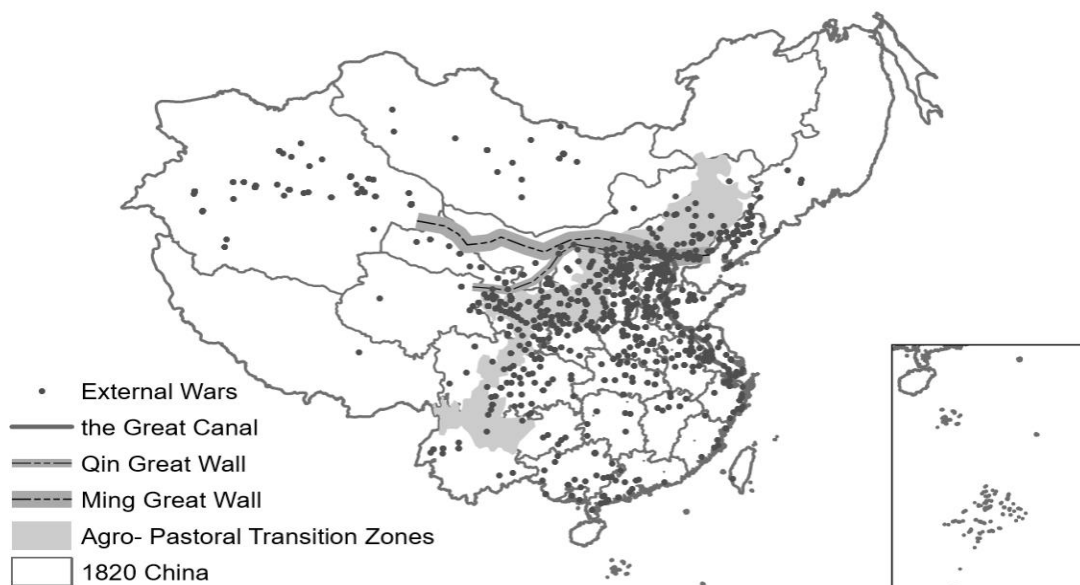 External Wars
the Great Canal
Qin Great Wall
Ming Great Wall
Agro- Pastoral Transition Zones
1820 China